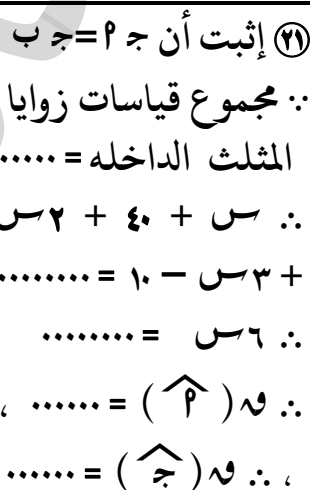 ٢١ إثبت أن جـ أ = جـ ب
∵ مجموع قياسات زوايا
المثلث الداخله = .....
∴ س + ٤٠ + ٢س
+ ٣س − ١٠ = .........
∴ ٦س = ........
∴ ق( أ̂ ) = ...... ،
، ∴ ق( جـ̂ ) = ......